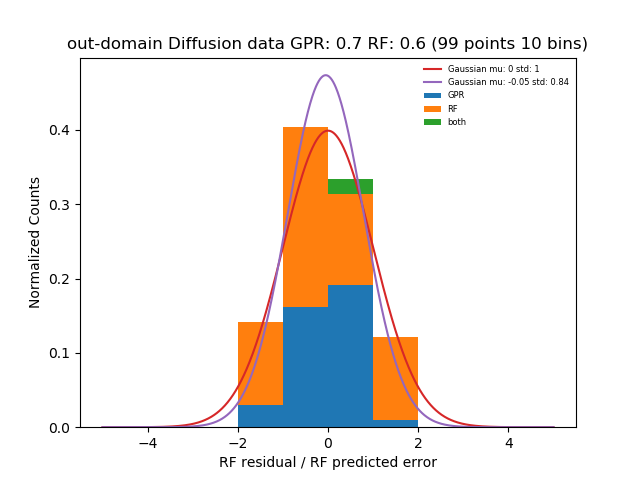 out-domain Diffusion data GPR: 0.7 RF: 0.6 (99 points 10 bins)
Gaussian mu: 0 std: 1
Gaussian mu: -0.05 std: 0.84
GPR
RF
both
Normalized Counts
0.4
0.3
0.2
0.1
0.0
−4
−2
0
2
4
RF residual / RF predicted error